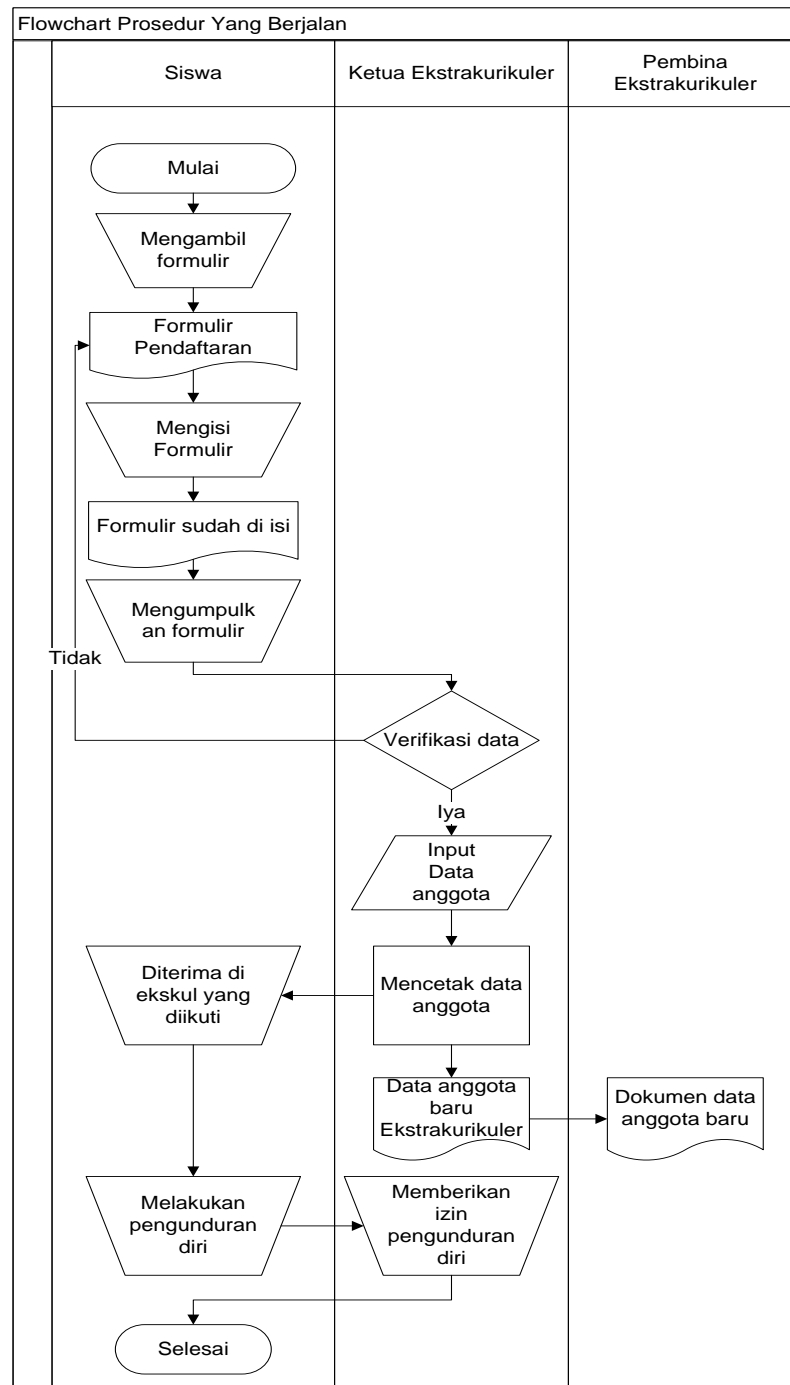 Flowchart Prosedur Yang Berjalan
Siswa
Ketua Ekstrakurikuler
Pembina
Ekstrakurikuler
Mulai
Mengambil
formulir
Formulir
Pendaftaran
Mengisi
Formulir
Formulir sudah di isi
Mengumpulk
an formulir
Tidak
Verifikasi data
Iya
Input
Data
anggota
Mencetak data
anggota
Diterima di
ekskul yang
diikuti
Data anggota
baru
Ekstrakurikuler
Dokumen data
anggota baru
Melakukan
pengunduran
diri
Memberikan
izin
pengunduran
diri
Selesai